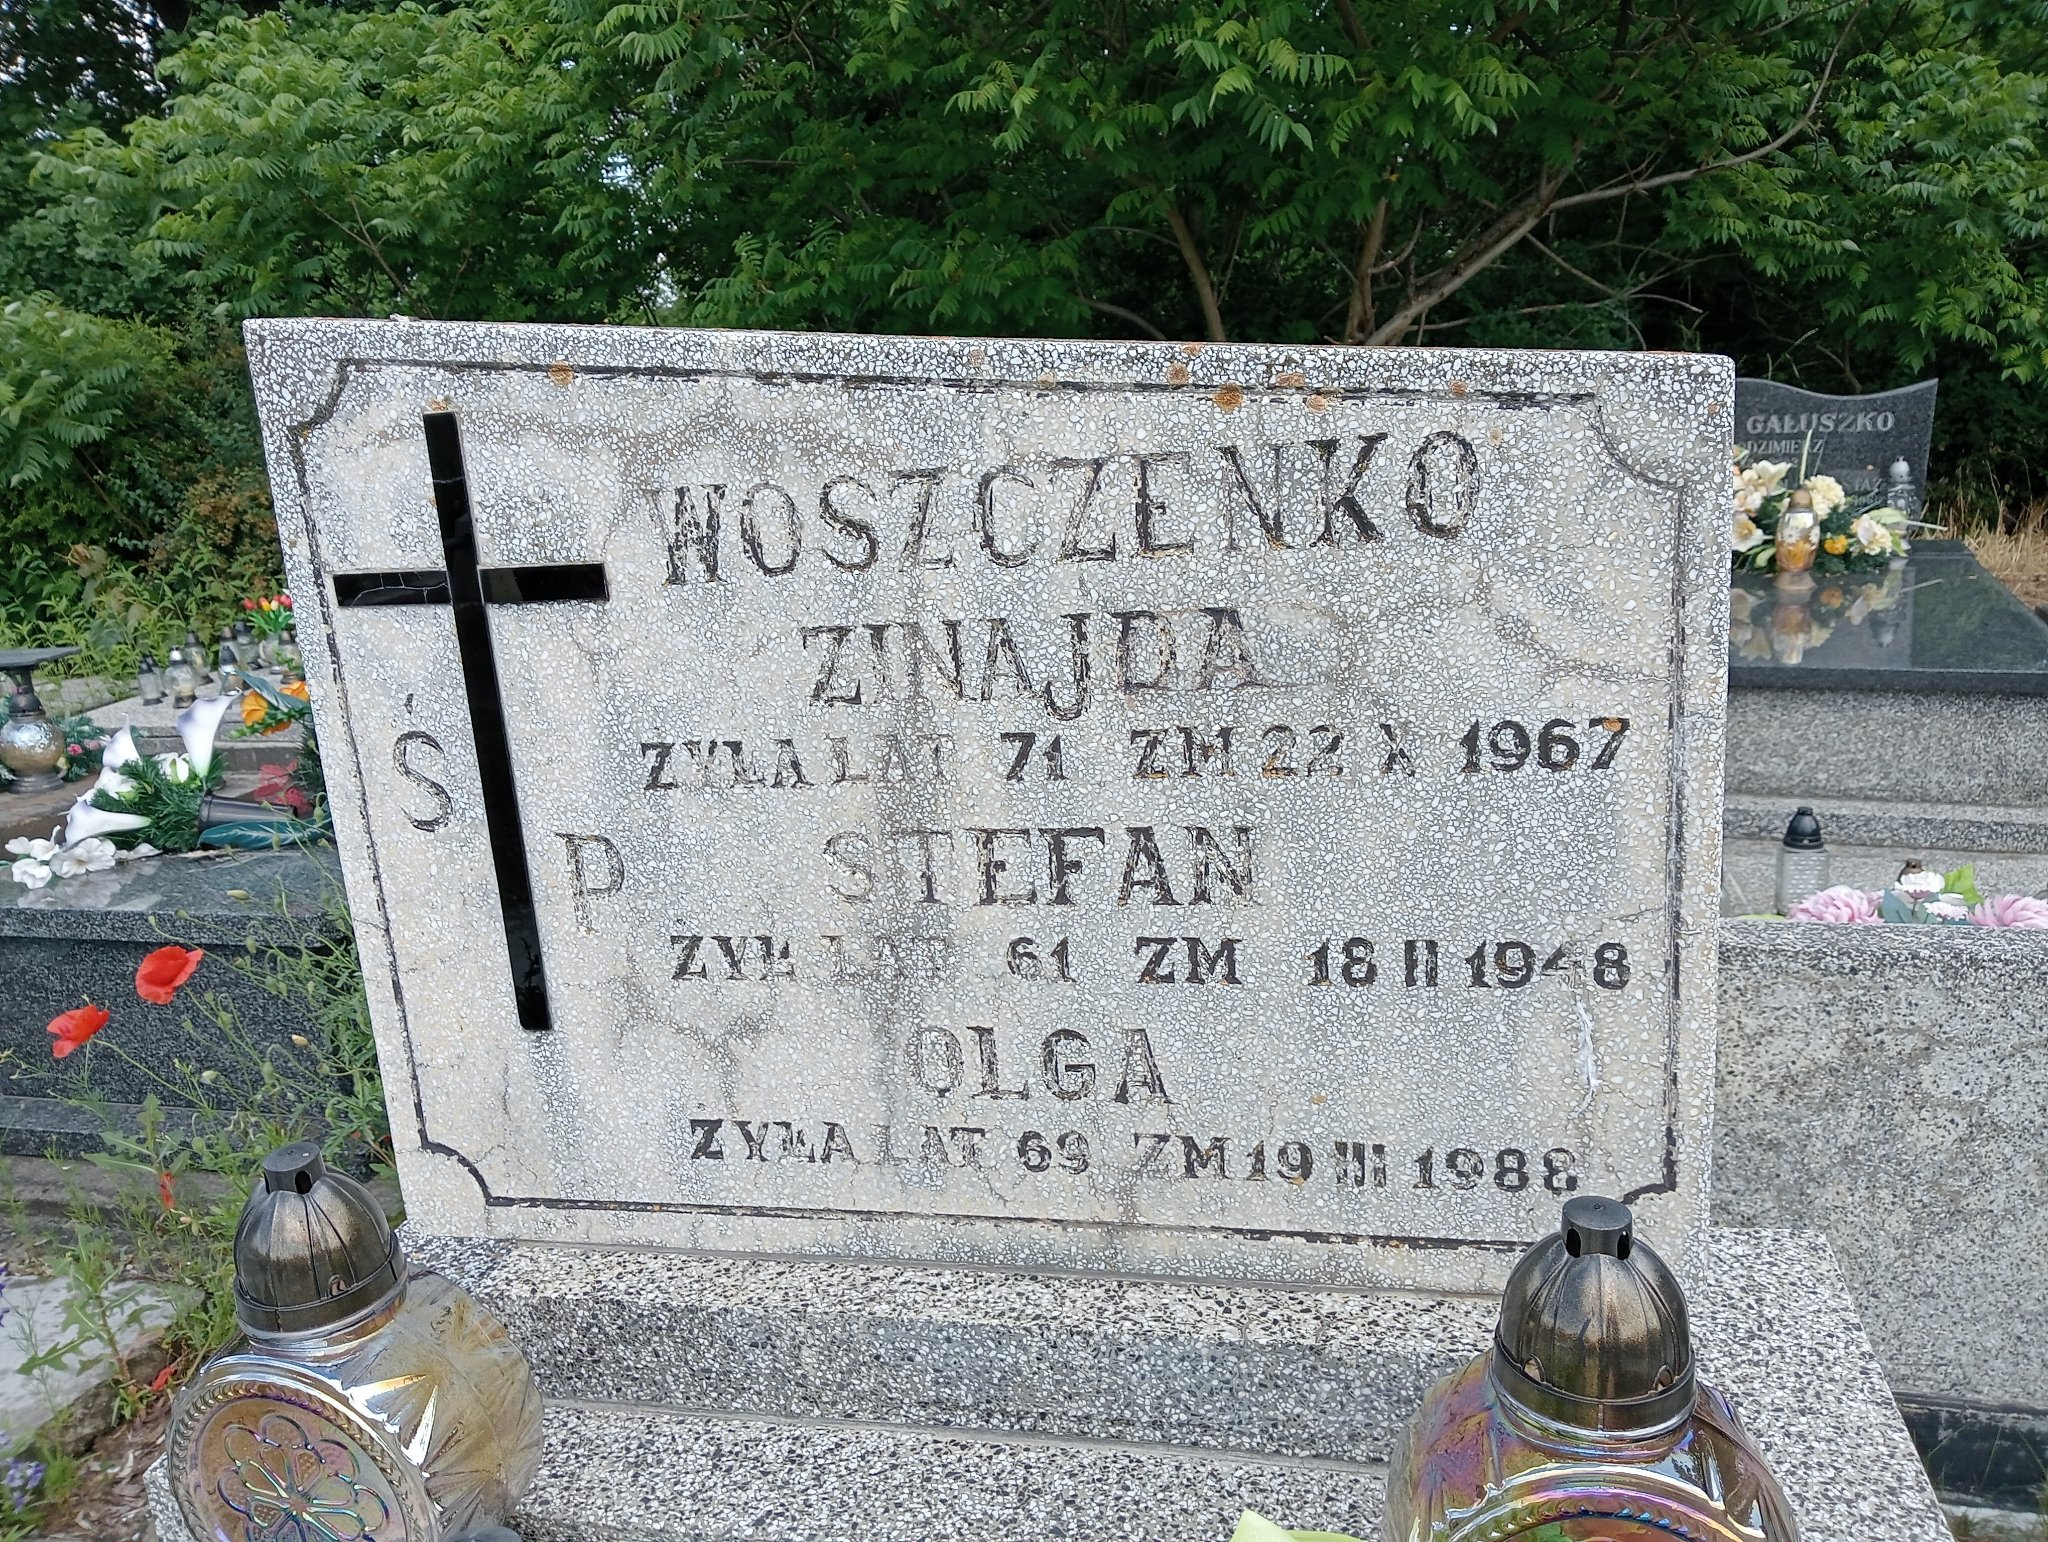 WOSZCZENKO
ZINAJDA
ŻYŁA LAT 71 ZM 22 X 1967
Ś P
STEFAN
ŻYŁ LAT 61 ZM 18 II 1948
OLGA
ŻYŁA LAT 69 ZM 19 III 1988
GAŁUSZKO